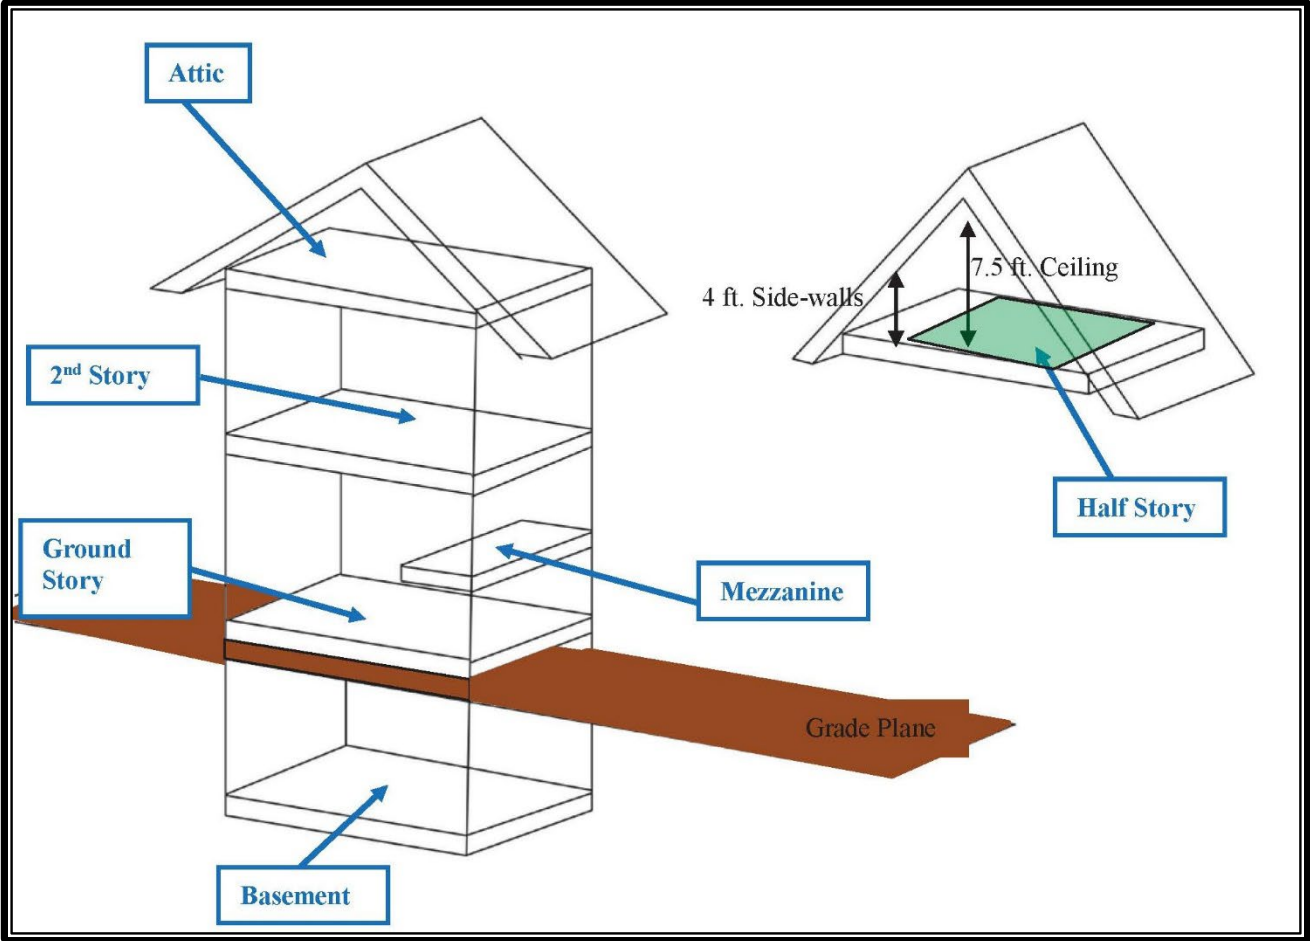 Attic
7.5 ft. Ceiling
4 ft. Side-walls
2nd Story
Half Story
Ground
Story
Mezzanine
Grade Plane
Basement